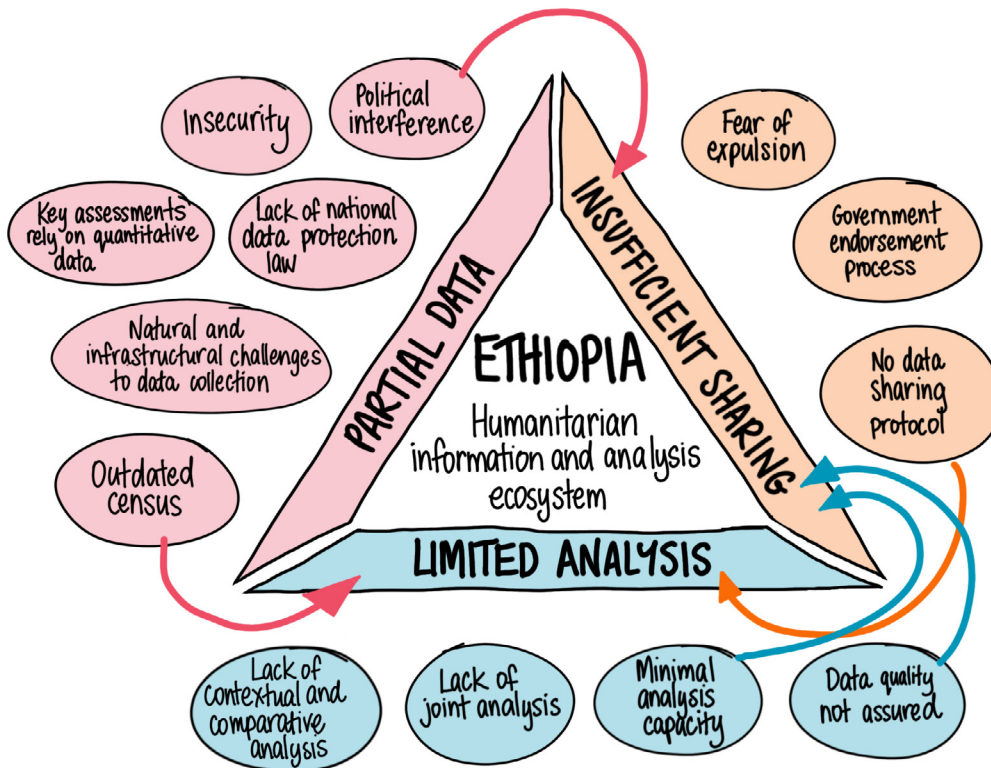 Political
interference
Insecurity
Fear of
expulsion
Key assessments
rely on quantitative
data
Lack of national
data protection
law
Government
endorsement
process
Natural and
infrastructural challenges
to data collection
No data
sharing
protocol
Outdated
census
PARTIAL DATA
INSUFFICIENT SHARING
ETHIOPIA
Humanitarian
information and analysis
ecosystem
LIMITED ANALYSIS
Lack of
contextual and
comparative
analysis
Lack of
joint analysis
Minimal
analysis
capacity
Data quality
not assured